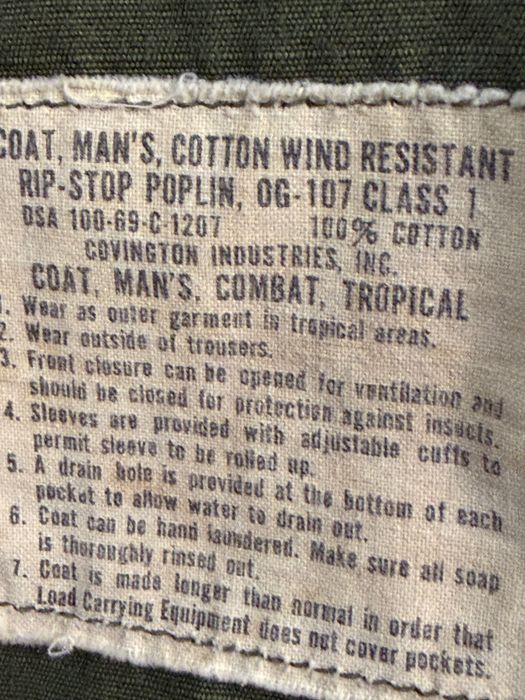 COAT, MAN'S, COTTON WIND RESISTANT
RIP-STOP POPLIN, OG-107 CLASS 1
DSA 100-69-C-1207 100% COTTON
COVINGTON INDUSTRIES, INC.
COAT, MAN'S, COMBAT, TROPICAL
1. Wear as outer garment in tropical areas.
2. Wear outside of trousers.
3. Front closure can be opened for ventilation and
should be closed for protection against insects.
4. Sleeves are provided with adjustable cuffs to
permit sleeve to be rolled up.
5. A drain hole is provided at the bottom of each
pocket to allow water to drain out.
6. Coat can be hand laundered. Make sure all soap
is thoroughly rinsed out.
7. Coat is made longer than normal in order that
Load Carrying Equipment does not cover pockets.